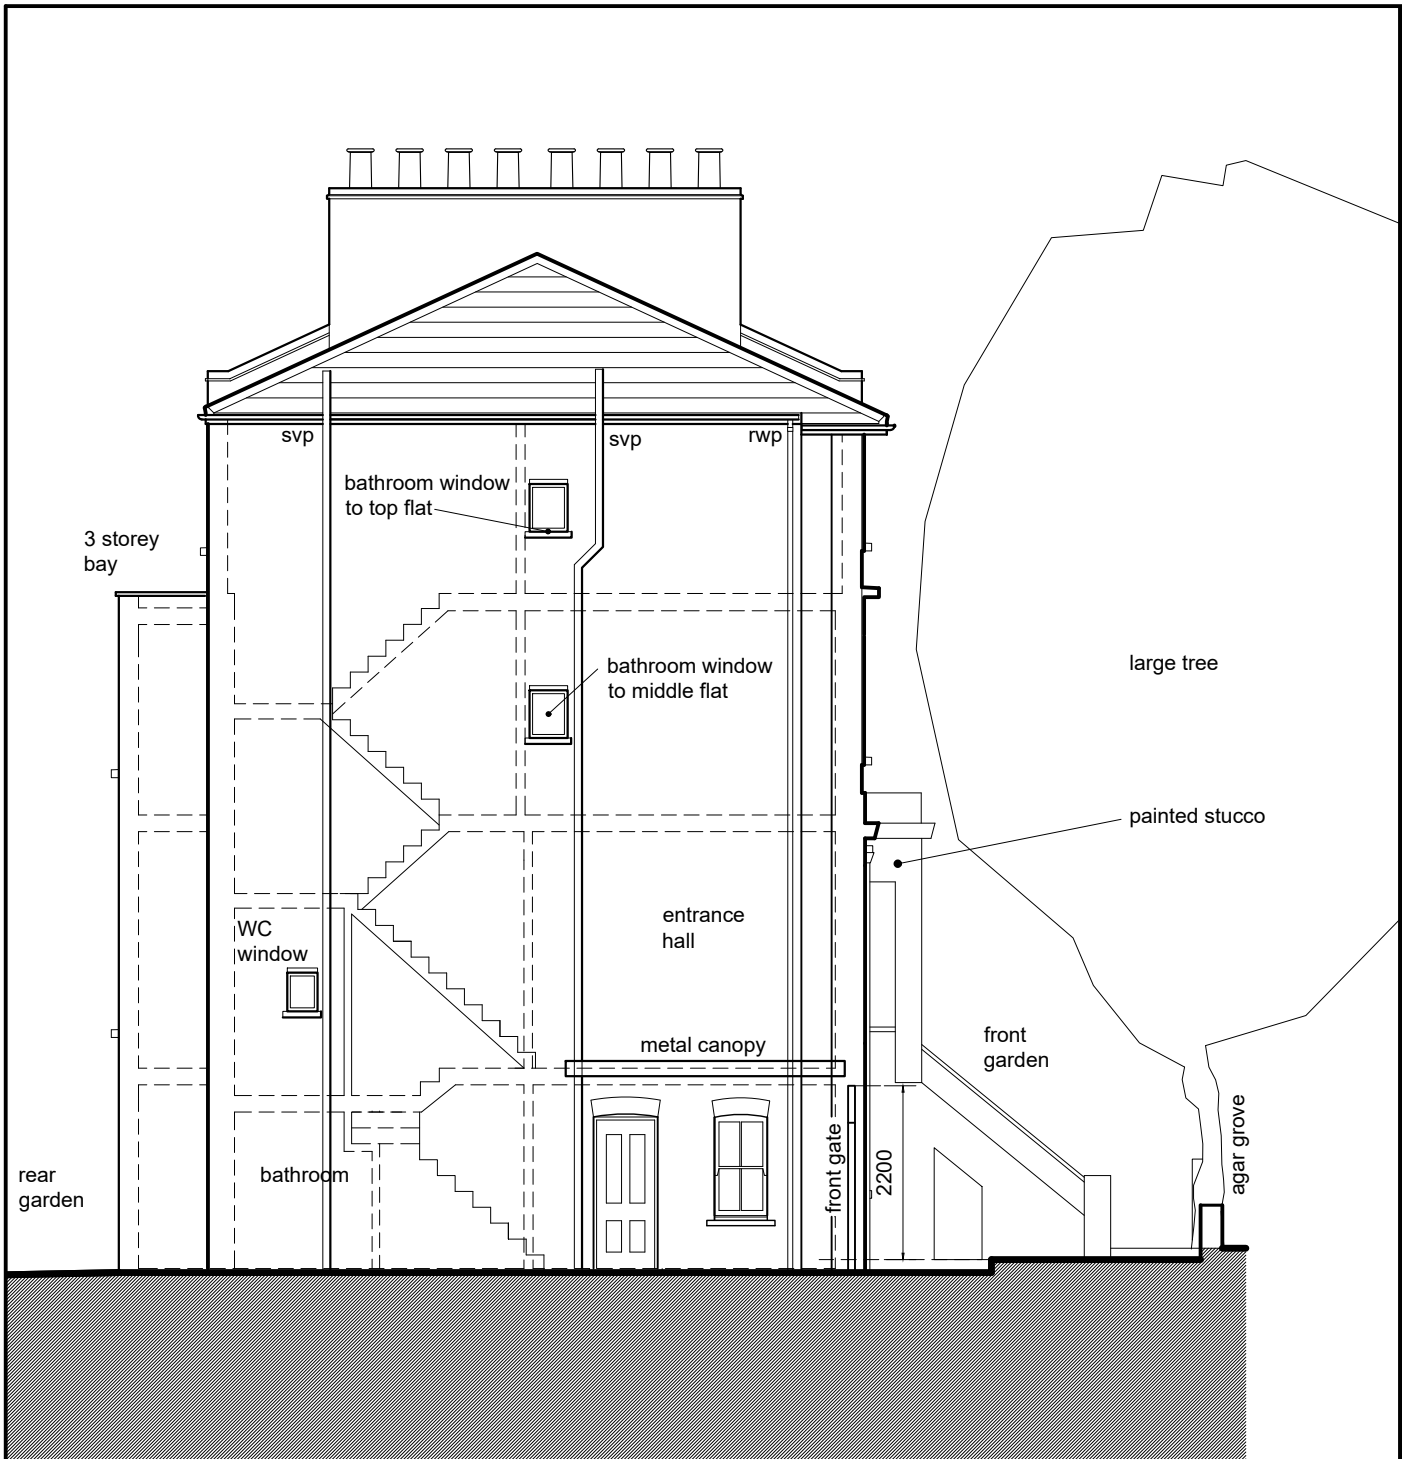 svp
svp
rwp
bathroom window
to top flat
3 storey
bay
bathroom window
to middle flat
large tree
painted stucco
WC
window
entrance
hall
metal canopy
front
garden
front gate
2200
agar grove
rear
garden
bathroom